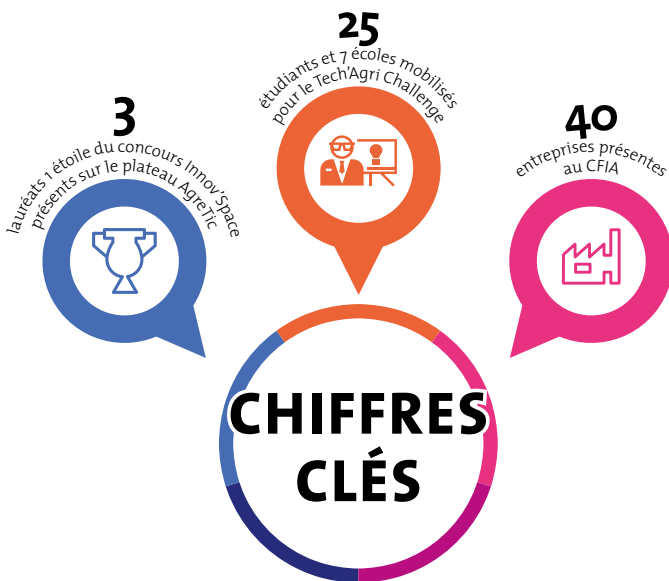 3
lauréats 1 étoile du concours Innov'Space
présents sur le plateau AgreTic
25
étudiants et 7 écoles mobilisés
pour le Tech'Agri Challenge
40
entreprises présentes
au CFIA
CHIFFRES
CLÉS